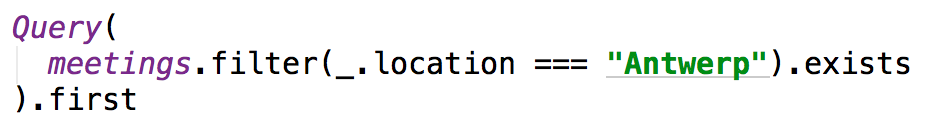 Query(
  meetings.filter(_.location === "Antwerp").exists
).first